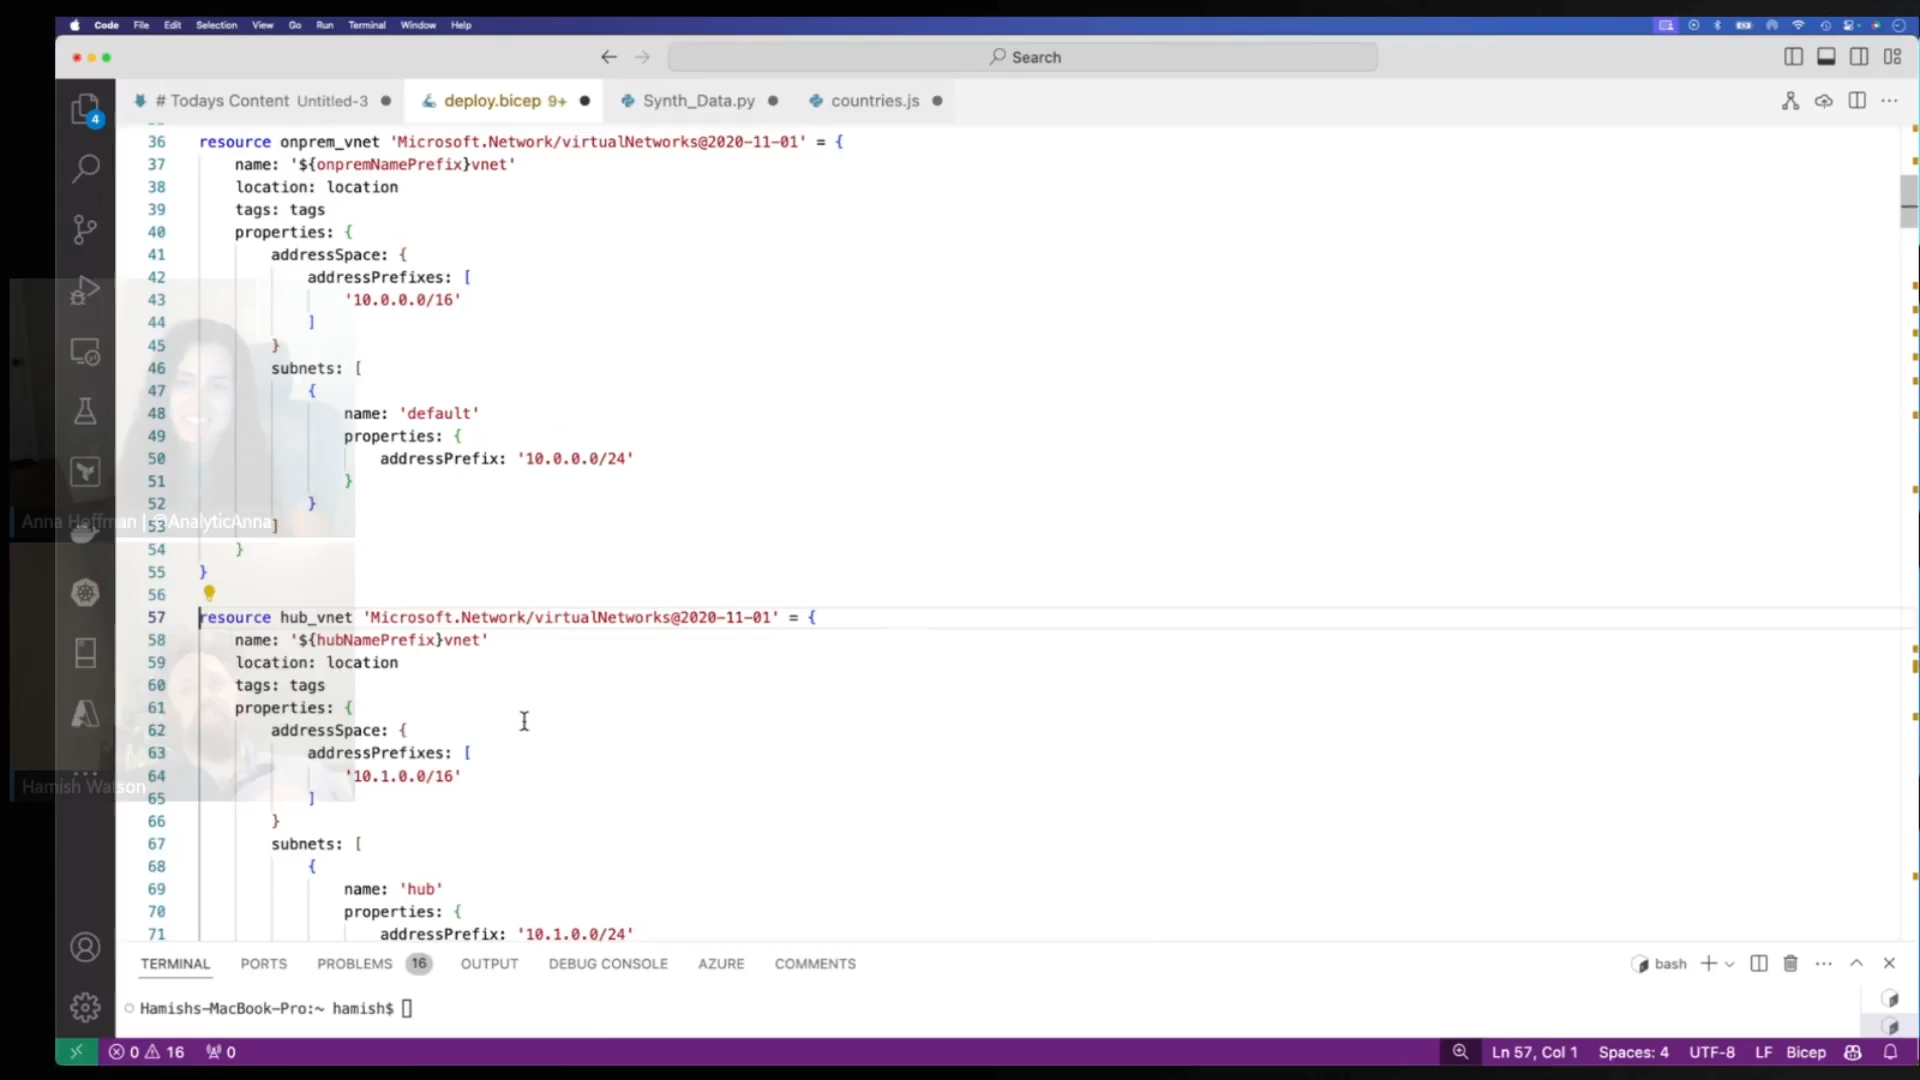 Code File Edit Selection View Go Run Terminal Window Help
Search
# Todays Content Untitled-3
deploy.bicep 9+
Synth_Data.py
countries.js
4
36 resource onprem_vnet 'Microsoft.Network/virtualNetworks@2020-11-01' = {
37 name: '${onpremNamePrefix}vnet'
38 location: location
39 tags: tags
40 properties: {
41 addressSpace: {
42 addressPrefixes: [
43 '10.0.0.0/16'
44 ]
45 }
46 subnets: [
47 {
48 name: 'default'
49 properties: {
50 addressPrefix: '10.0.0.0/24'
51 }
52 }
53 ]
Anna Hoffman | @AnalyticAnna
54 }
55 }
56
57 resource hub_vnet 'Microsoft.Network/virtualNetworks@2020-11-01' = {
58 name: '${hubNamePrefix}vnet'
59 location: location
60 tags: tags
61 properties: {
62 addressSpace: {
63 addressPrefixes: [
64 '10.1.0.0/16'
Hamish Watson
65 ]
66 }
67 subnets: [
68 {
69 name: 'hub'
70 properties: {
71 addressPrefix: '10.1.0.0/24'
TERMINAL PORTS PROBLEMS 16 OUTPUT DEBUG CONSOLE AZURE COMMENTS
bash
Hamishs-MacBook-Pro:~ hamish$
0 16 0
Ln 57, Col 1 Spaces: 4 UTF-8 LF Bicep